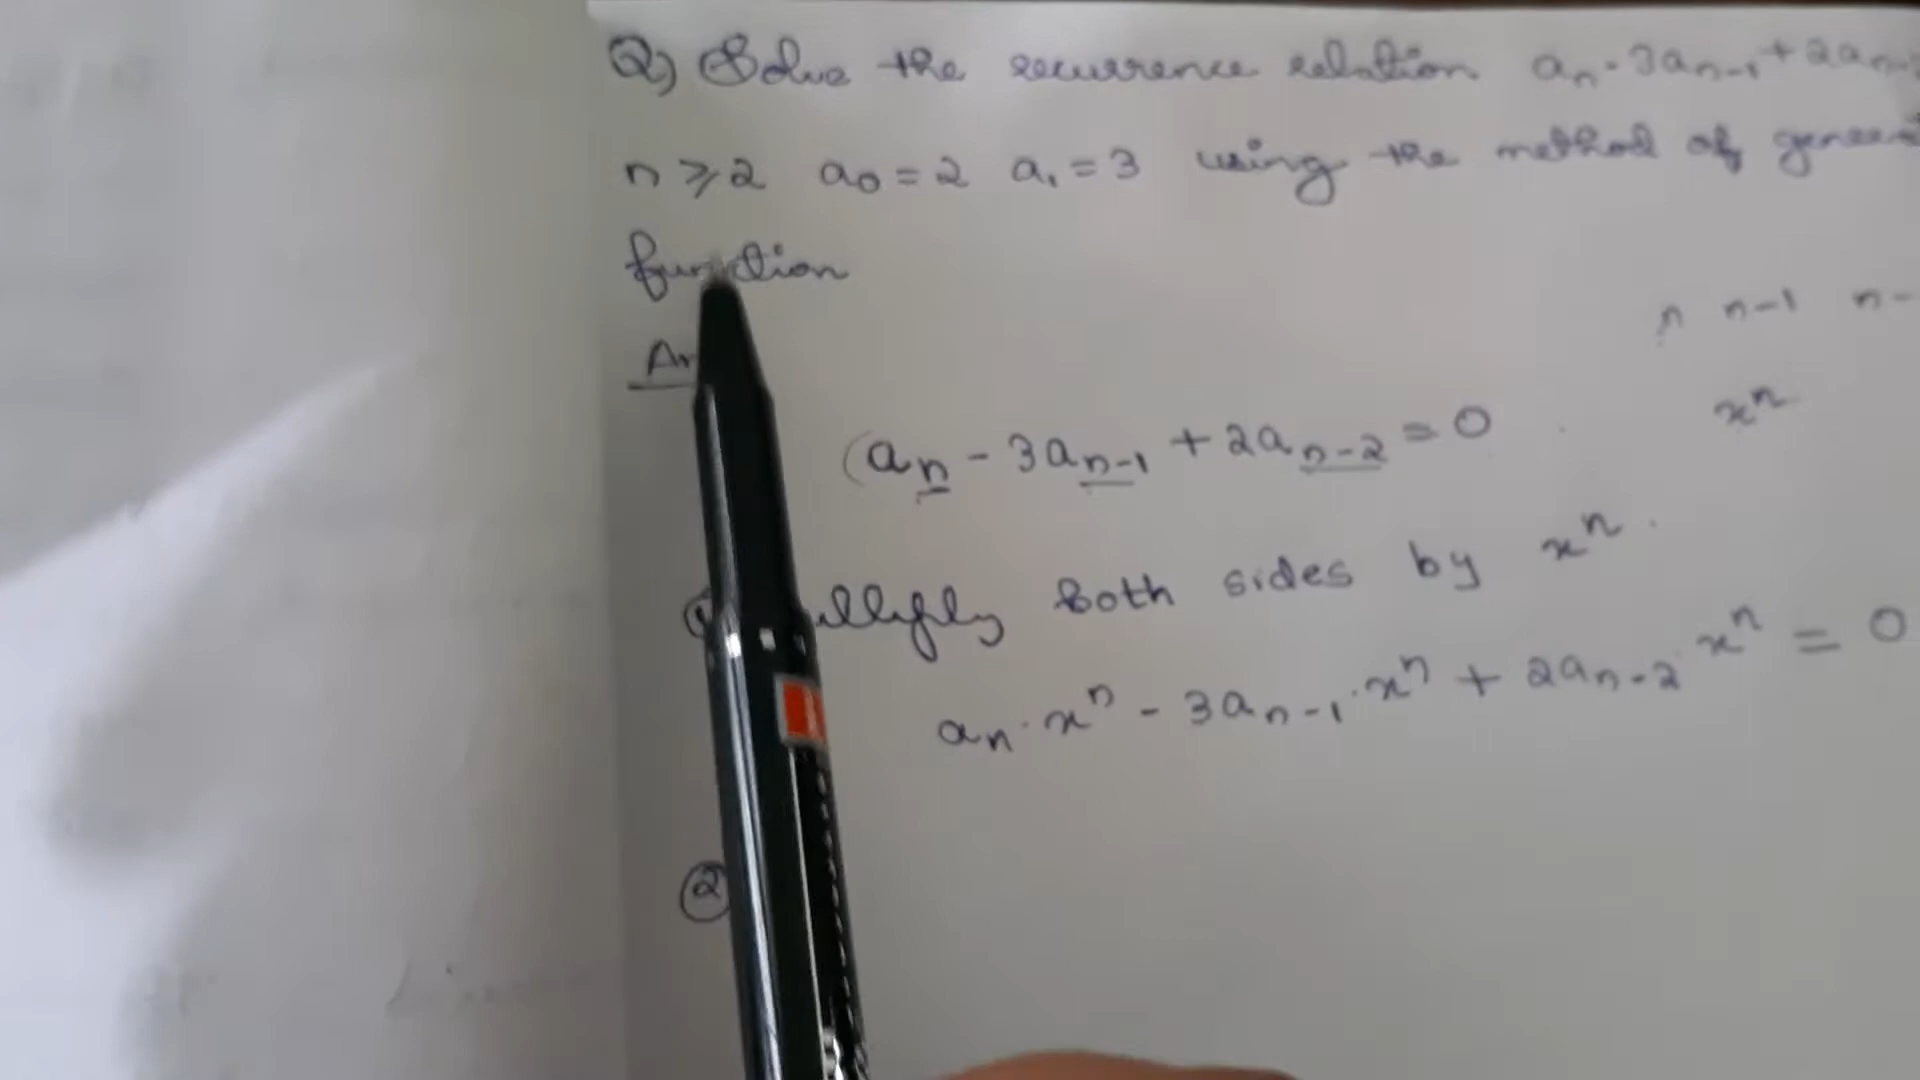 Q) Solve the recurrence relation aₙ - 3aₙ₋₁ + 2aₙ₋
n ≥ 2 a₀ = 2 a₁ = 3 using the method of
function
n n-1 n-
(aₙ - 3aₙ₋₁ + 2aₙ₋₂ = 0
xⁿ
both sides by xⁿ.
aₙ·xⁿ - 3aₙ₋₁·xⁿ + 2aₙ₋₂ xⁿ = 0
②